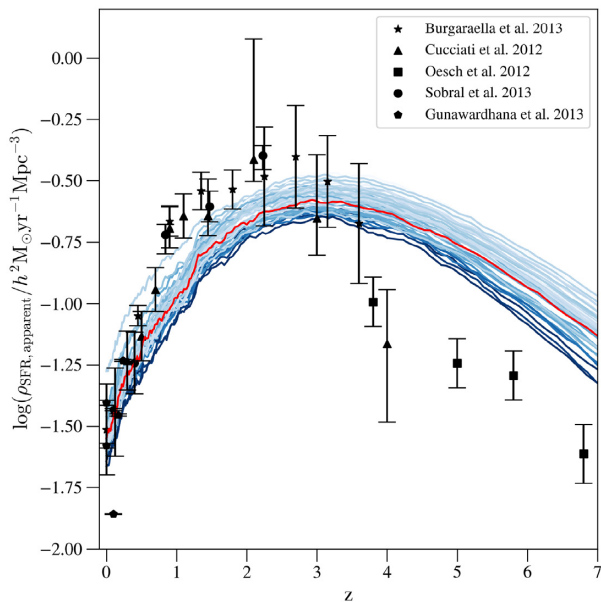 Burgaraella et al. 2013
Cucciati et al. 2012
Oesch et al. 2012
Sobral et al. 2013
Gunawardhana et al. 2013
log(ρSFR, apparent/h²M☉yr⁻¹Mpc⁻³)
0.00
−0.25
−0.50
−0.75
−1.00
−1.25
−1.50
−1.75
−2.00
0 1 2 3 4 5 6 7
z